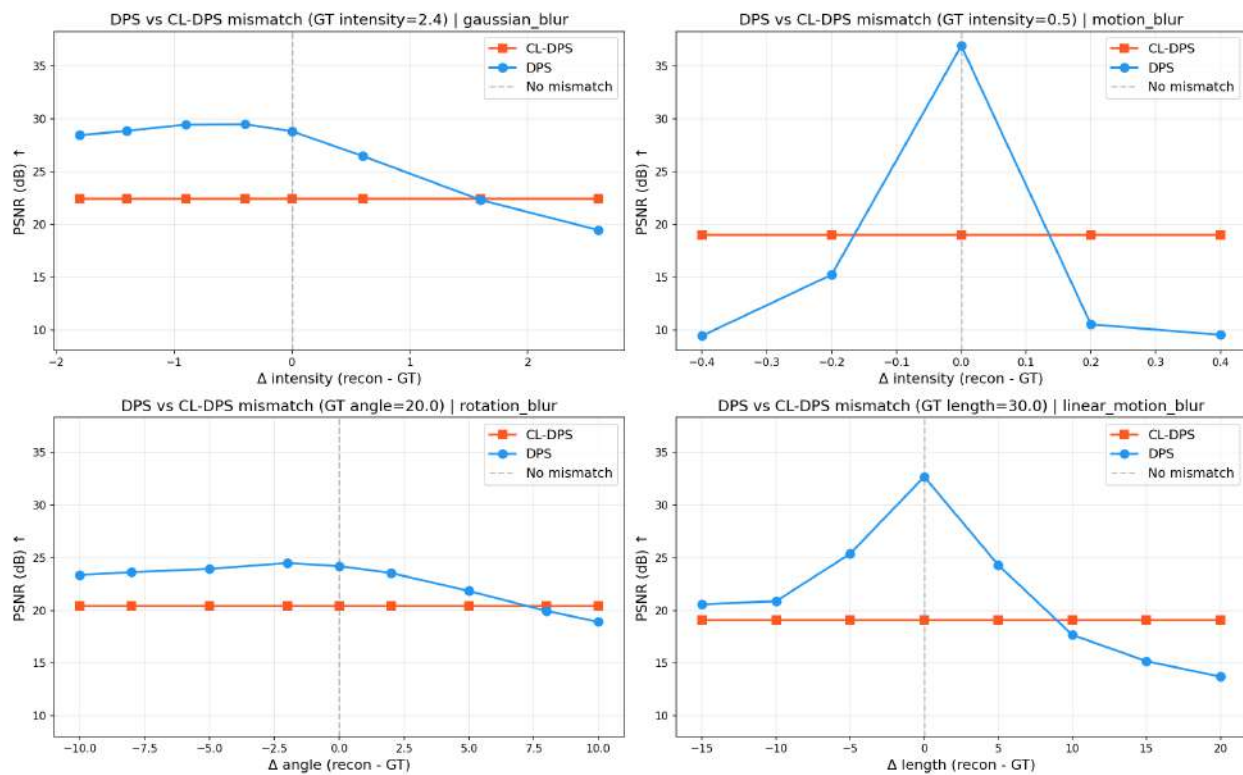 DPS vs CL-DPS mismatch (GT intensity=2.4) | gaussian_blur
PSNR (dB) ↑
35
30
25
20
15
10
CL-DPS
DPS
No mismatch
−2
−1
0
1
2
Δ intensity (recon - GT)
DPS vs CL-DPS mismatch (GT intensity=0.5) | motion_blur
PSNR (dB) ↑
35
30
25
20
15
10
CL-DPS
DPS
No mismatch
−0.4
−0.3
−0.2
−0.1
0.0
0.1
0.2
0.3
0.4
Δ intensity (recon - GT)
DPS vs CL-DPS mismatch (GT angle=20.0) | rotation_blur
PSNR (dB) ↑
35
30
25
20
15
10
CL-DPS
DPS
No mismatch
−10.0
−7.5
−5.0
−2.5
0.0
2.5
5.0
7.5
10.0
Δ angle (recon - GT)
DPS vs CL-DPS mismatch (GT length=30.0) | linear_motion_blur
PSNR (dB) ↑
35
30
25
20
15
10
CL-DPS
DPS
No mismatch
−15
−10
−5
0
5
10
15
20
Δ length (recon - GT)